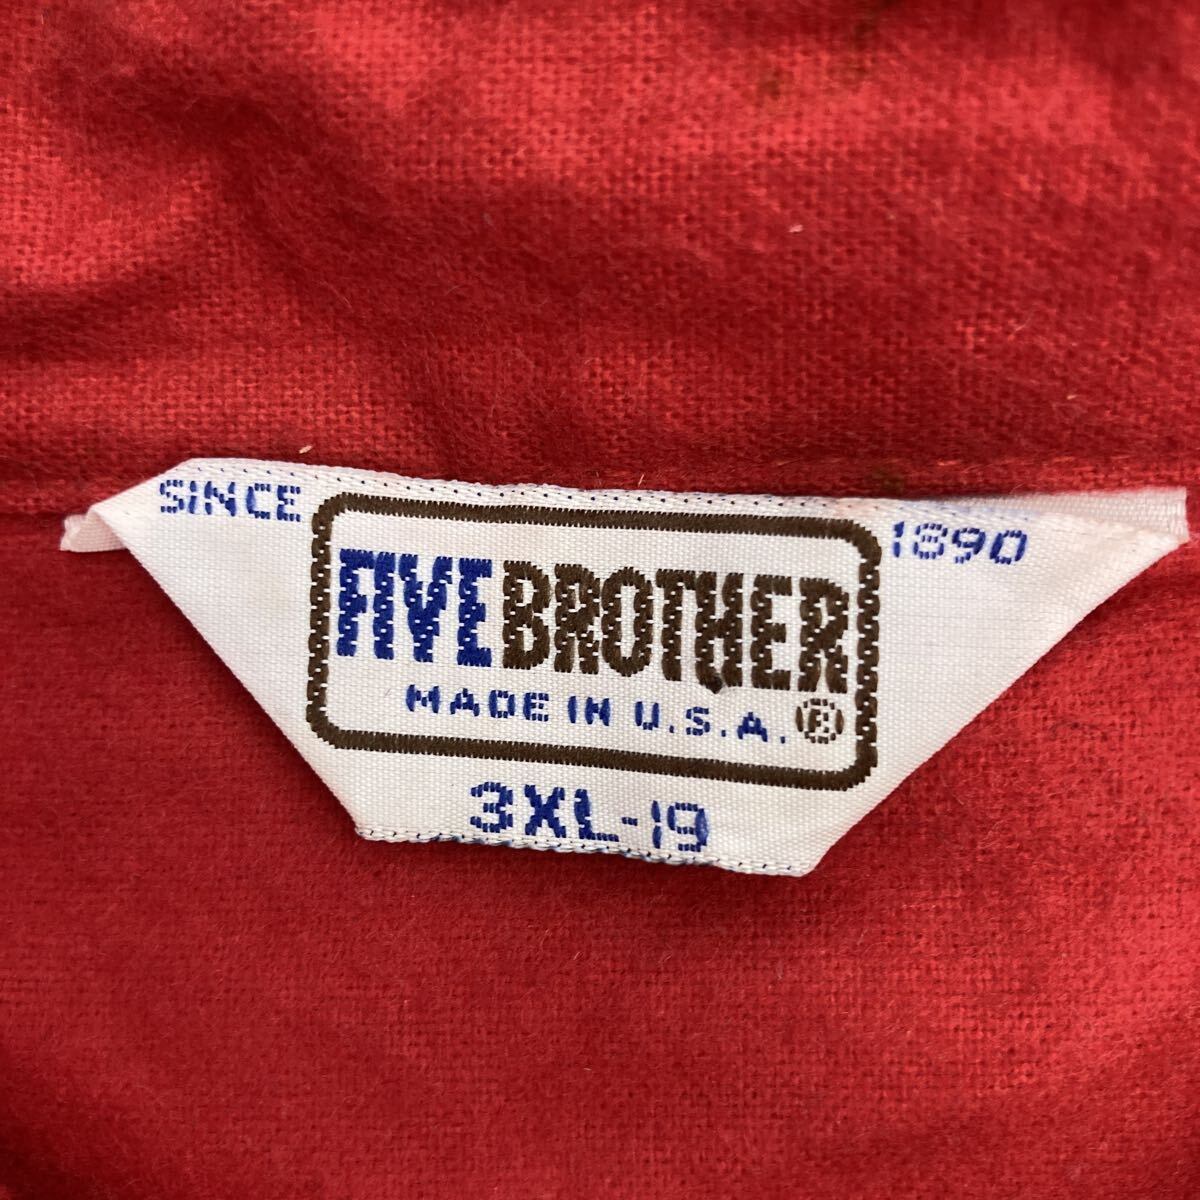 SINCE 1890
FIVE BROTHER
MADE IN U.S.A. ®
3XL-19